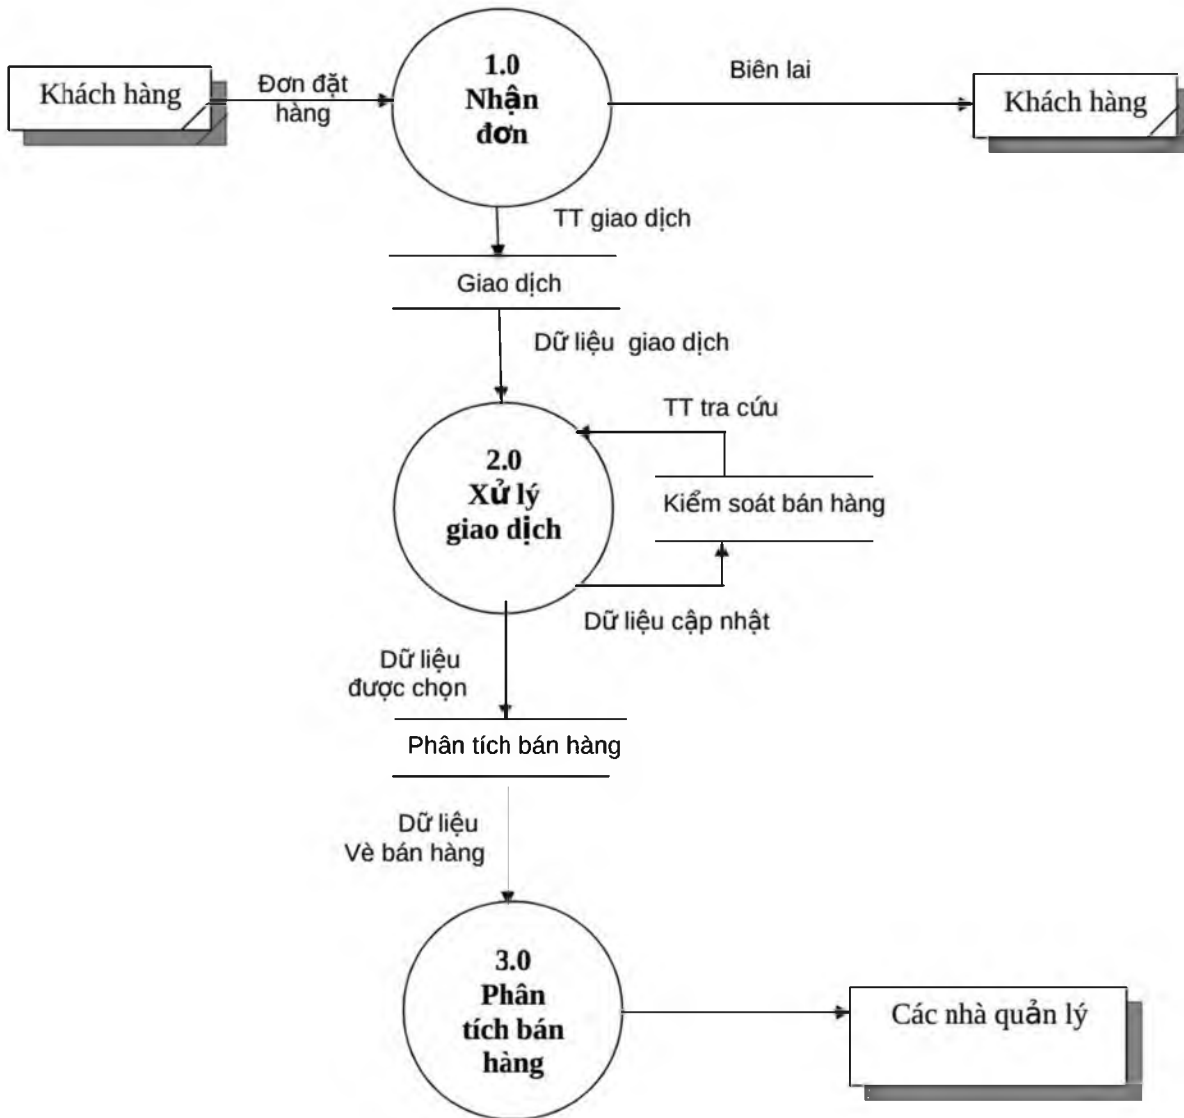 Khách hàng
Đơn đặt
hàng
1.0
Nhận
đơn
Biên lai
Khách hàng
TT giao dịch
Giao dịch
Dữ liệu giao dịch
TT tra cứu
2.0
Xử lý
giao dịch
Kiểm soát bán hàng
Dữ liệu cập nhật
Dữ liệu
được chọn
Phân tích bán hàng
Dữ liệu
Vè bán hàng
3.0
Phân
tích bán
hàng
Các nhà quản lý